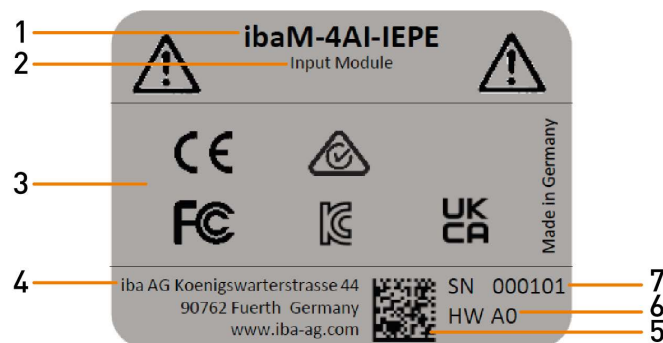 1
ibaM-4AI-IEPE
2
Input Module
3
CE
FC
KC
UK
CA
Made in Germany
4
iba AG Koenigswarterstrasse 44
90762 Fuerth Germany
www.iba-ag.com
SN 000101
7
HW A0
6
5